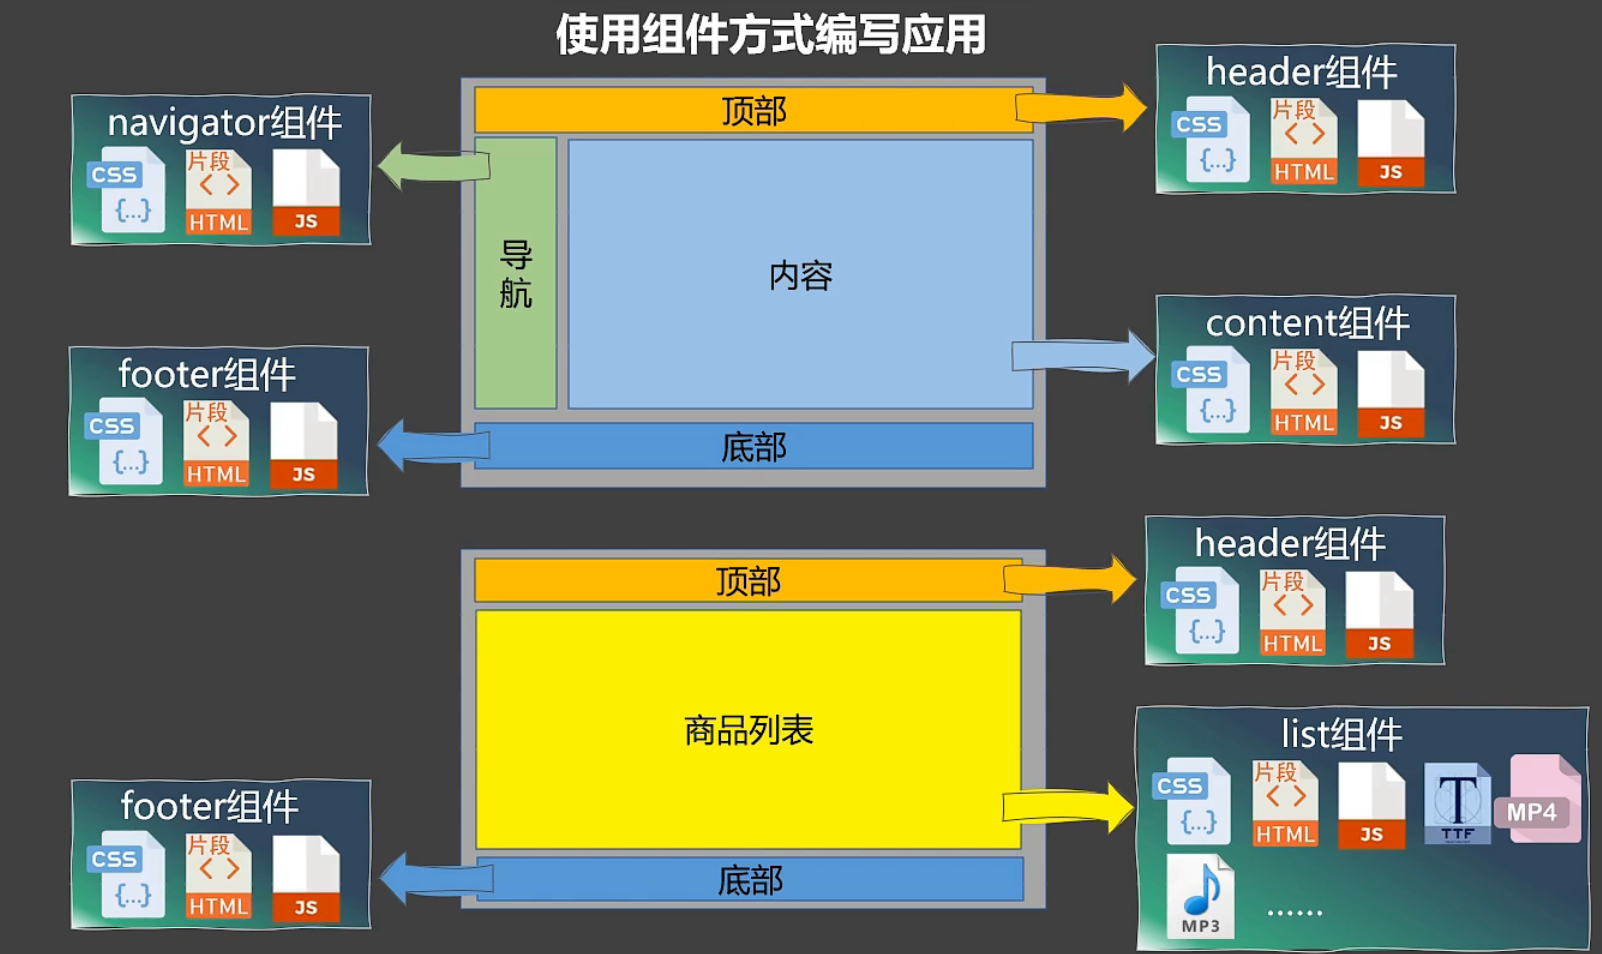 使用组件方式编写应用
navigator组件
CSS
{...}
片段
< >
HTML
JS
顶部
导
航
内容
底部
header组件
CSS
{...}
片段
< >
HTML
JS
footer组件
CSS
{...}
片段
< >
HTML
JS
content组件
CSS
{...}
片段
< >
HTML
JS
顶部
商品列表
底部
header组件
CSS
{...}
片段
< >
HTML
JS
footer组件
CSS
{...}
片段
< >
HTML
JS
list组件
CSS
{...}
片段
< >
HTML
JS
T
TTF
MP4
MP3
......